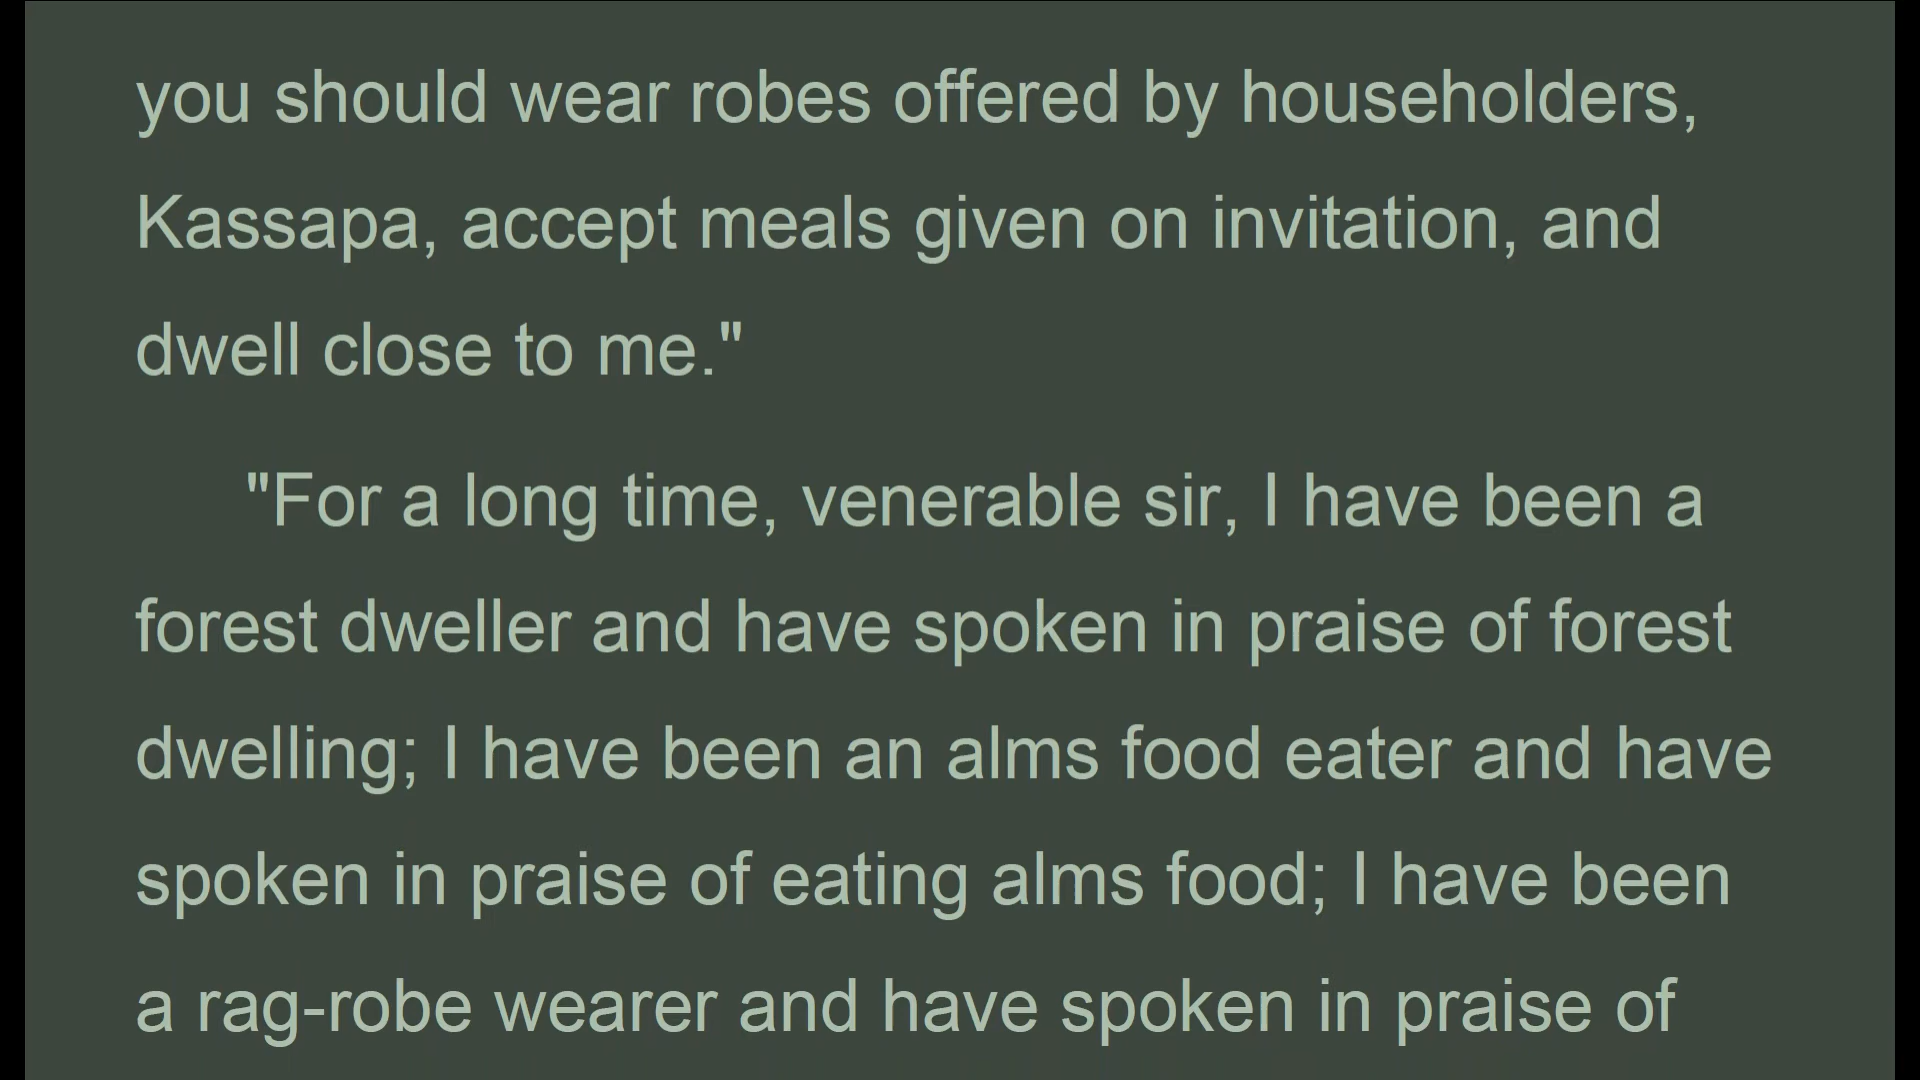 you should wear robes offered by householders,
Kassapa, accept meals given on invitation, and
dwell close to me."
"For a long time, venerable sir, I have been a
forest dweller and have spoken in praise of forest
dwelling; I have been an alms food eater and have
spoken in praise of eating alms food; I have been
a rag-robe wearer and have spoken in praise of